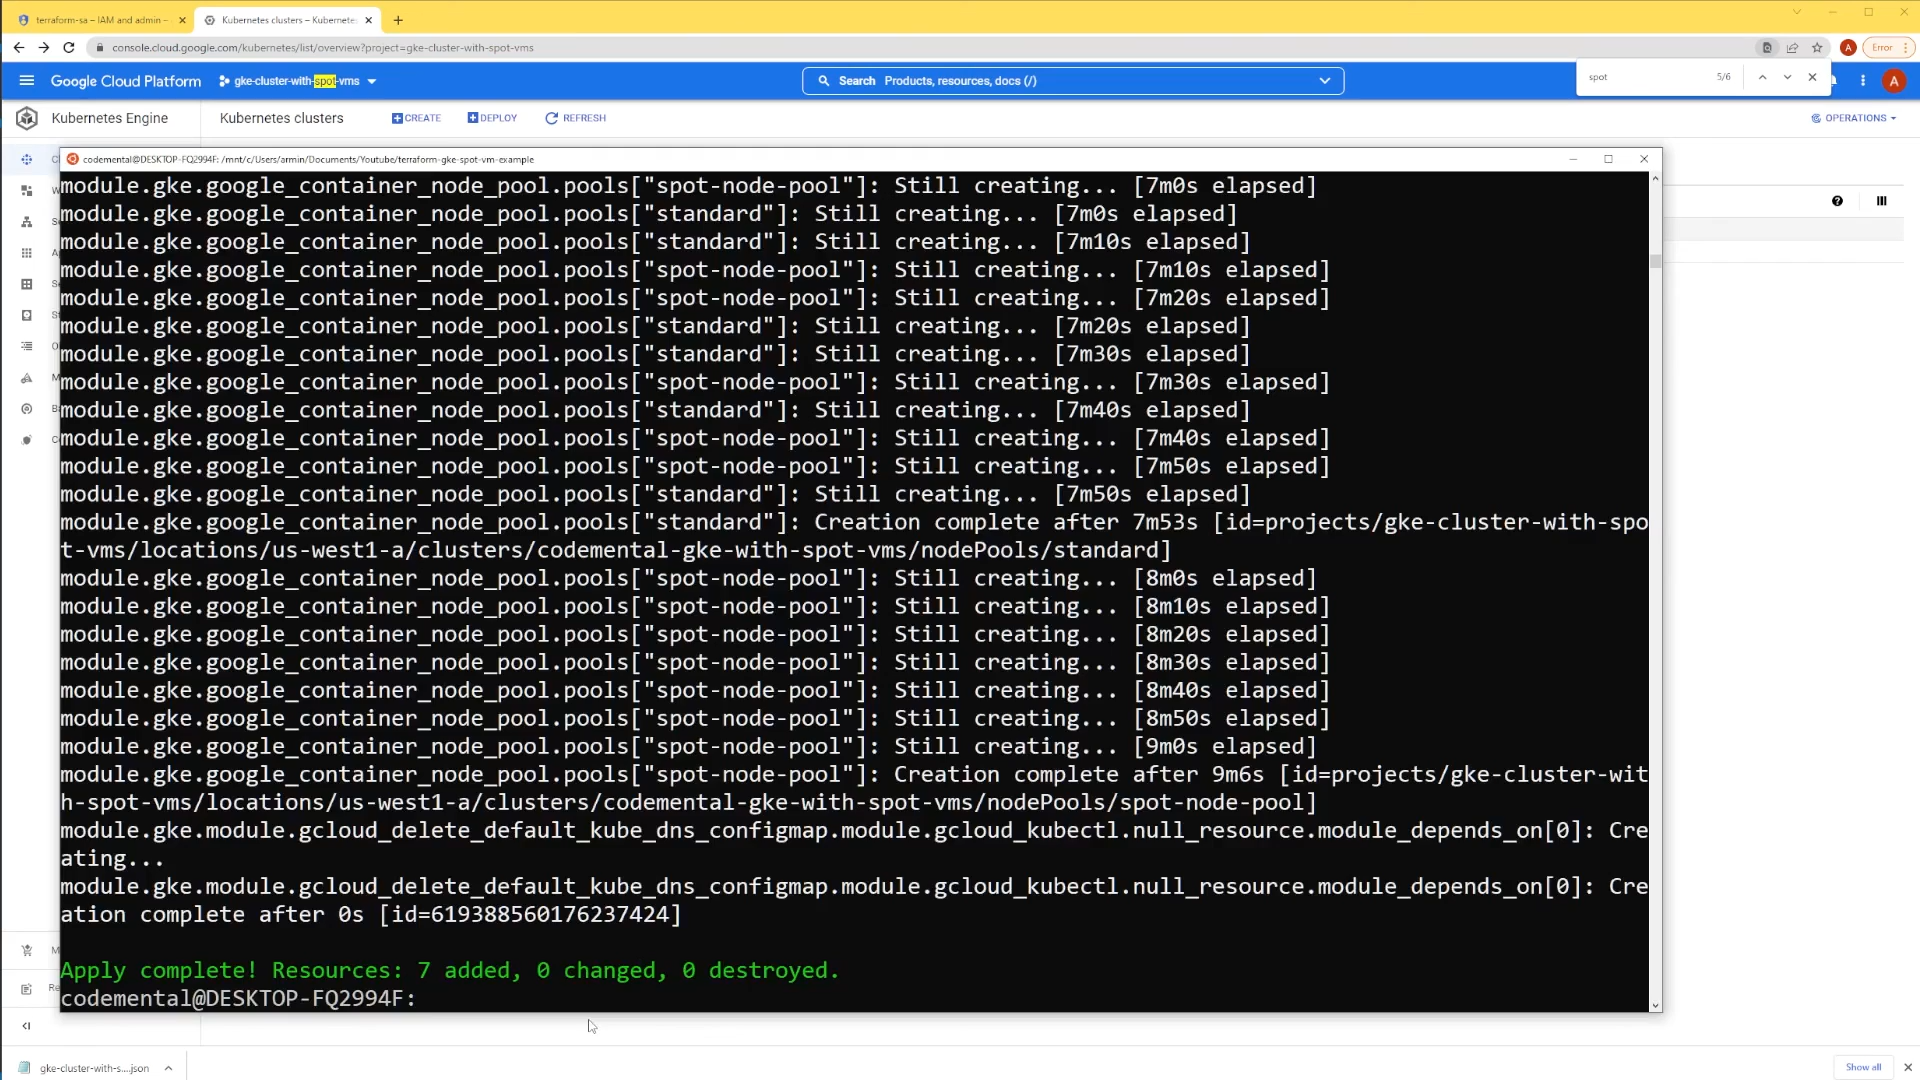 terraform-sa – IAM and admin –
Kubernetes clusters – Kubernete
console.cloud.google.com/kubernetes/list/overview?project=gke-cluster-with-spot-vms
Error
Google Cloud Platform
gke-cluster-with-spot-vms
Search Products, resources, docs (/)
spot
5/6
A
Kubernetes Engine
Kubernetes clusters
CREATE
DEPLOY
REFRESH
OPERATIONS
codemental@DESKTOP-FQ2994F: /mnt/c/Users/armin/Documents/Youtube/terraform-gke-spot-vm-example
module.gke.google_container_node_pool.pools["spot-node-pool"]: Still creating... [7m0s elapsed]
module.gke.google_container_node_pool.pools["standard"]: Still creating... [7m0s elapsed]
module.gke.google_container_node_pool.pools["standard"]: Still creating... [7m10s elapsed]
module.gke.google_container_node_pool.pools["spot-node-pool"]: Still creating... [7m10s elapsed]
module.gke.google_container_node_pool.pools["spot-node-pool"]: Still creating... [7m20s elapsed]
module.gke.google_container_node_pool.pools["standard"]: Still creating... [7m20s elapsed]
module.gke.google_container_node_pool.pools["standard"]: Still creating... [7m30s elapsed]
module.gke.google_container_node_pool.pools["spot-node-pool"]: Still creating... [7m30s elapsed]
module.gke.google_container_node_pool.pools["standard"]: Still creating... [7m40s elapsed]
module.gke.google_container_node_pool.pools["spot-node-pool"]: Still creating... [7m40s elapsed]
module.gke.google_container_node_pool.pools["spot-node-pool"]: Still creating... [7m50s elapsed]
module.gke.google_container_node_pool.pools["standard"]: Still creating... [7m50s elapsed]
module.gke.google_container_node_pool.pools["standard"]: Creation complete after 7m53s [id=projects/gke-cluster-with-spo
t-vms/locations/us-west1-a/clusters/codemental-gke-with-spot-vms/nodePools/standard]
module.gke.google_container_node_pool.pools["spot-node-pool"]: Still creating... [8m0s elapsed]
module.gke.google_container_node_pool.pools["spot-node-pool"]: Still creating... [8m10s elapsed]
module.gke.google_container_node_pool.pools["spot-node-pool"]: Still creating... [8m20s elapsed]
module.gke.google_container_node_pool.pools["spot-node-pool"]: Still creating... [8m30s elapsed]
module.gke.google_container_node_pool.pools["spot-node-pool"]: Still creating... [8m40s elapsed]
module.gke.google_container_node_pool.pools["spot-node-pool"]: Still creating... [8m50s elapsed]
module.gke.google_container_node_pool.pools["spot-node-pool"]: Still creating... [9m0s elapsed]
module.gke.google_container_node_pool.pools["spot-node-pool"]: Creation complete after 9m6s [id=projects/gke-cluster-wit
h-spot-vms/locations/us-west1-a/clusters/codemental-gke-with-spot-vms/nodePools/spot-node-pool]
module.gke.module.gcloud_delete_default_kube_dns_configmap.module.gcloud_kubectl.null_resource.module_depends_on[0]: Cre
ating...
module.gke.module.gcloud_delete_default_kube_dns_configmap.module.gcloud_kubectl.null_resource.module_depends_on[0]: Cre
ation complete after 0s [id=619388560176237424]
Apply complete! Resources: 7 added, 0 changed, 0 destroyed.
codemental@DESKTOP-FQ2994F:
gke-cluster-with-s....json
Show all